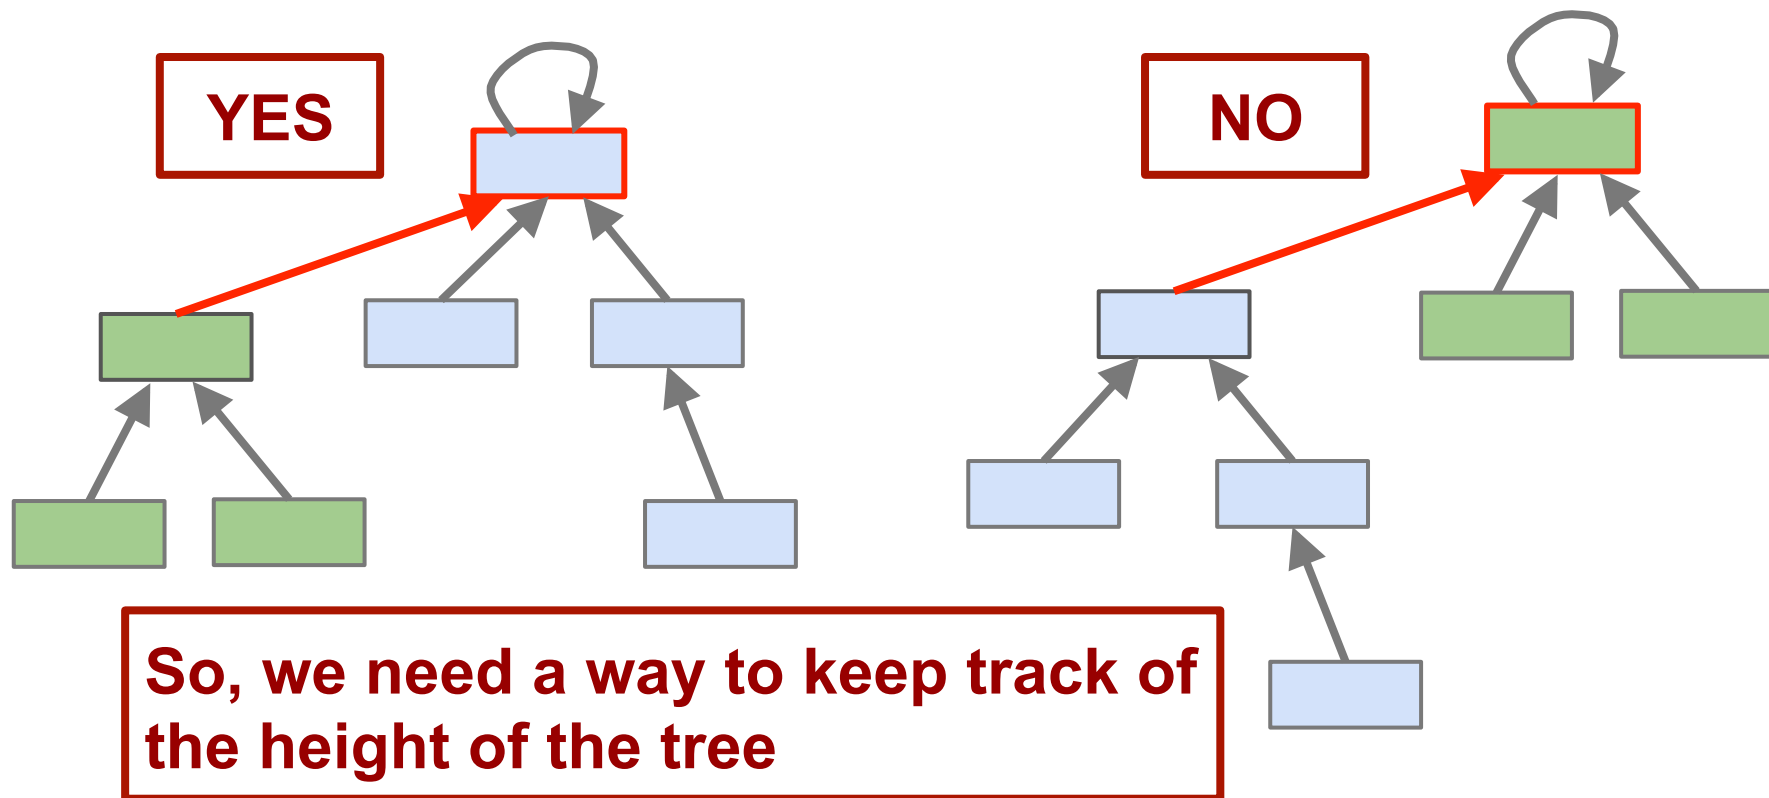 YES
NO
So, we need a way to keep track of
the height of the tree